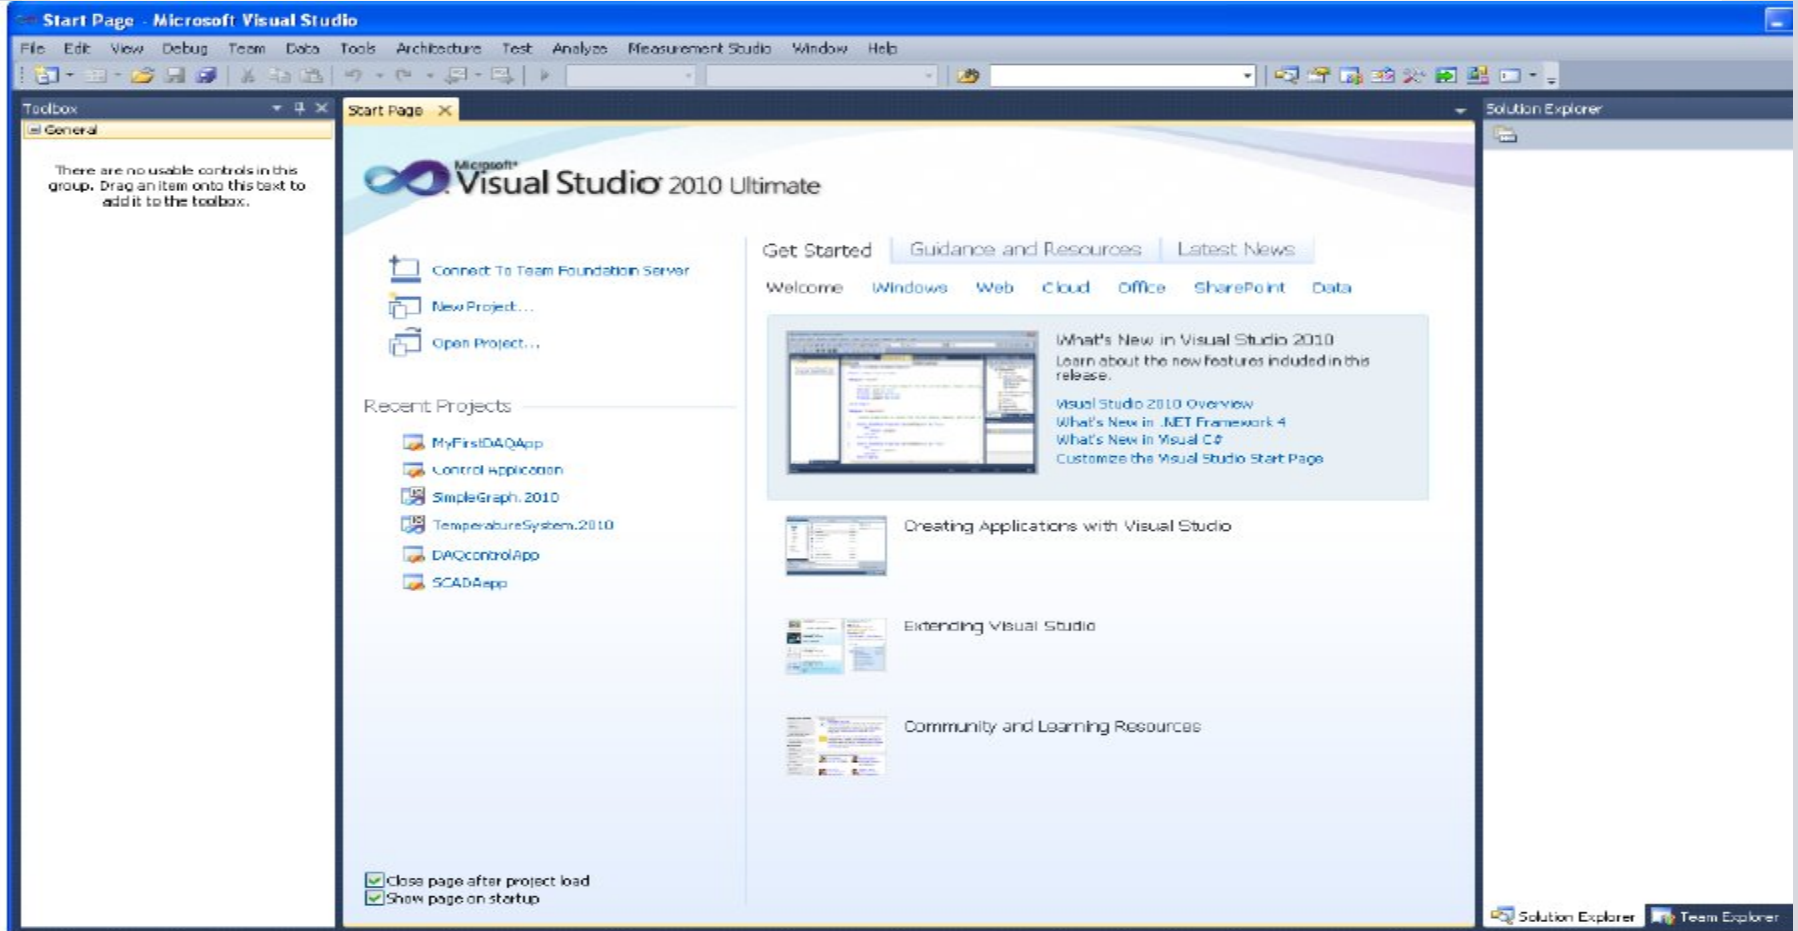 Start Page - Microsoft Visual Studio
File Edit View Debug Team Data Tools Architecture Test Analyze Measurement Studio Window Help
Toolbox
General
There are no usable controls in this
group. Drag an item onto this text to
add it to the toolbox.
Start Page
Microsoft®
Visual Studio 2010 Ultimate
Connect To Team Foundation Server
New Project...
Open Project...
Recent Projects
MyFirstDAQApp
Control Application
SimpleGraph.2010
TemperatureSystem.2010
DAQcontrolApp
SCADAapp
Close page after project load
Show page on startup
Get Started Guidance and Resources Latest News
Welcome Windows Web Cloud Office SharePoint Data
What's New in Visual Studio 2010
Learn about the new features included in this
release.
Visual Studio 2010 Overview
What's New in .NET Framework 4
What's New in Visual C#
Customize the Visual Studio Start Page
Creating Applications with Visual Studio
Extending Visual Studio
Community and Learning Resources
Solution Explorer
Solution Explorer Team Explorer